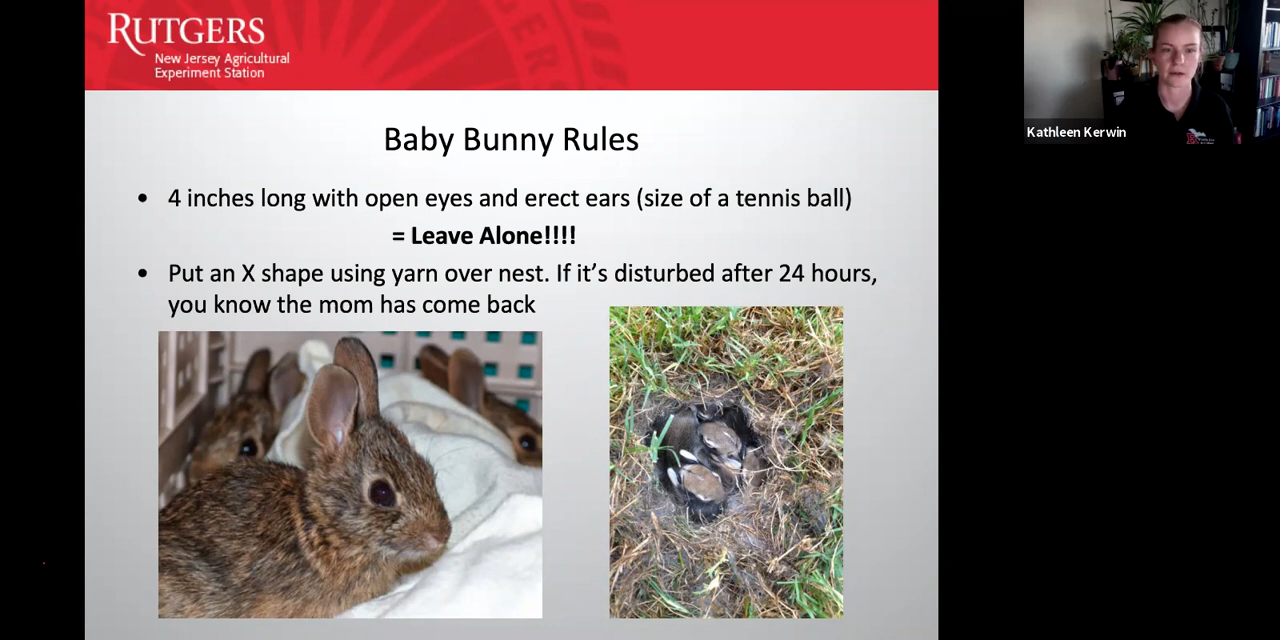 RUTGERS
New Jersey Agricultural
Experiment Station
Kathleen Kerwin
Baby Bunny Rules
• 4 inches long with open eyes and erect ears (size of a tennis ball)
= Leave Alone!!!!
• Put an X shape using yarn over nest. If it’s disturbed after 24 hours,
you know the mom has come back